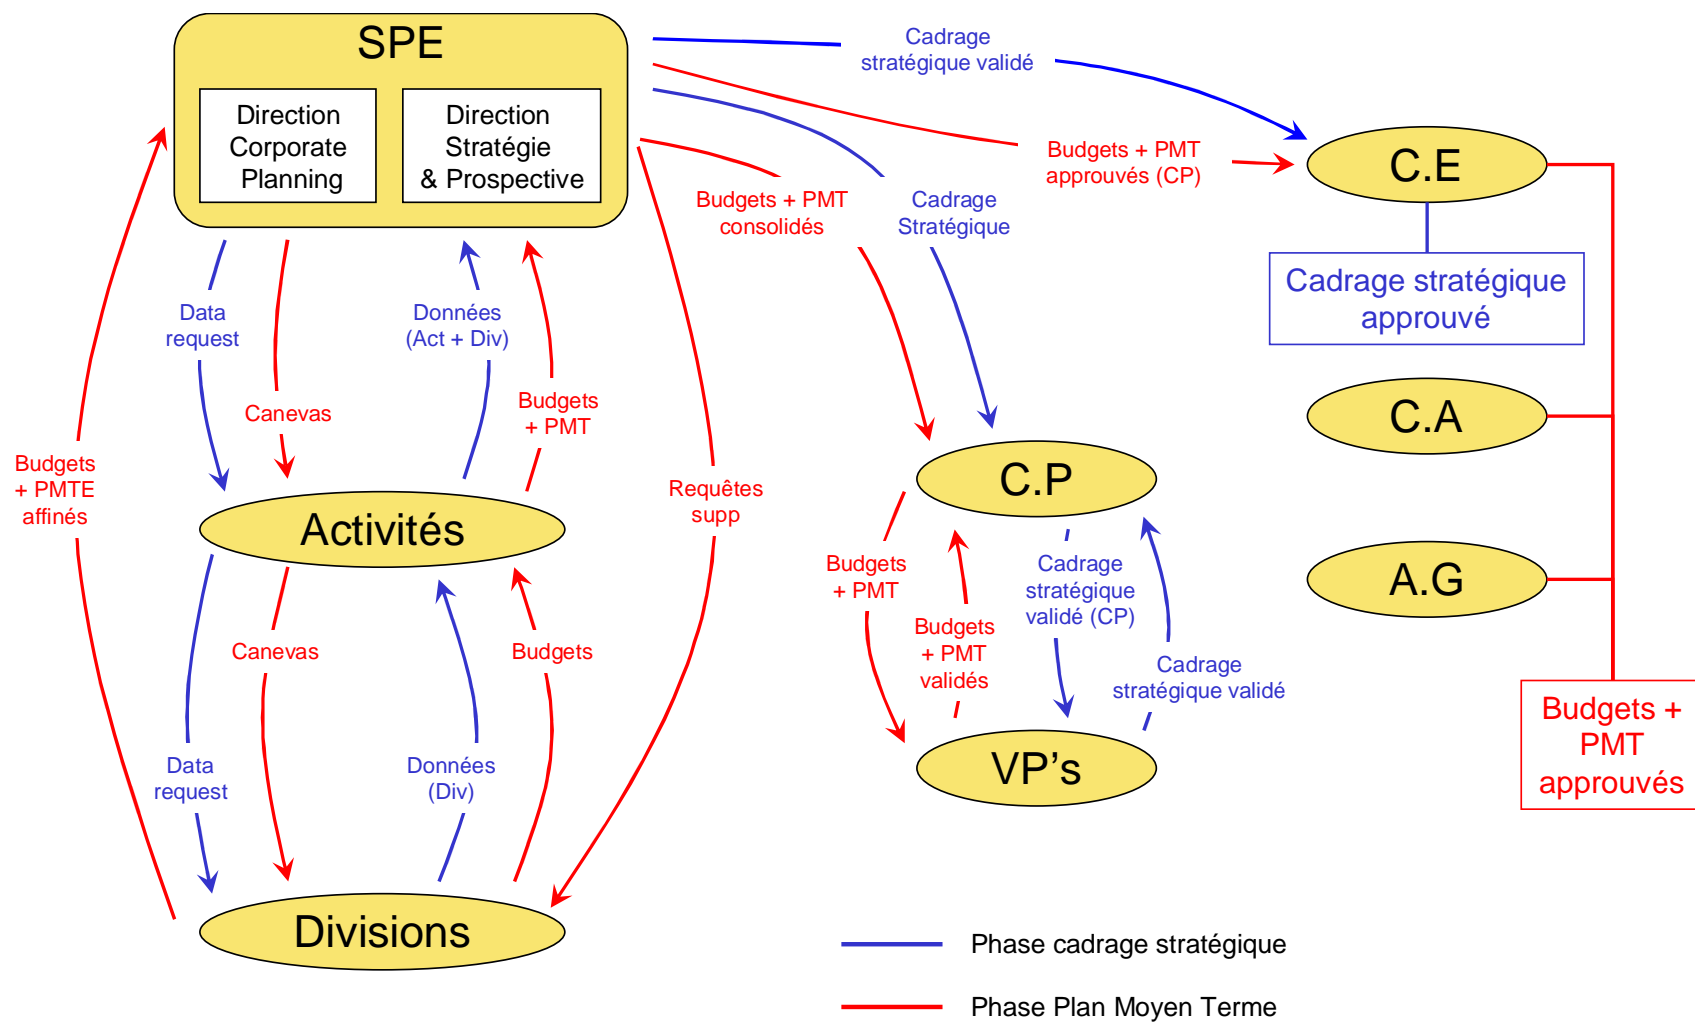 SPE
Direction
Corporate
Planning
Direction
Stratégie
& Prospective
Cadrage
stratégique validé
Budgets + PMT
approuvés (CP)
C.E
Budgets + PMT
consolidés
Cadrage
Stratégique
Cadrage stratégique
approuvé
Data
request
Données
(Act + Div)
Canevas
Budgets
+ PMT
C.A
Budgets
+ PMTE
affinés
Requêtes
supp
C.P
Activités
Budgets
+ PMT
Cadrage
stratégique
validé (CP)
A.G
Canevas
Budgets
Budgets
+ PMT
validés
Cadrage
stratégique validé
Data
request
Données
(Div)
VP's
Budgets +
PMT
approuvés
Divisions
Phase cadrage stratégique
Phase Plan Moyen Terme